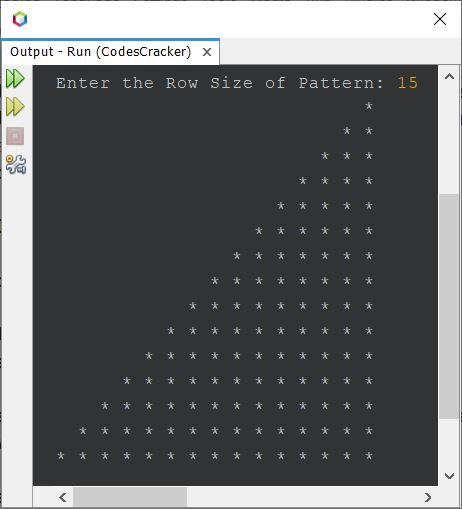 Output - Run (CodesCracker)
Enter the Row Size of Pattern: 15
*
* *
* * *
* * * *
* * * * *
* * * * * *
* * * * * * *
* * * * * * * *
* * * * * * * * *
* * * * * * * * * *
* * * * * * * * * * *
* * * * * * * * * * * *
* * * * * * * * * * * * *
* * * * * * * * * * * * * *
* * * * * * * * * * * * * * *